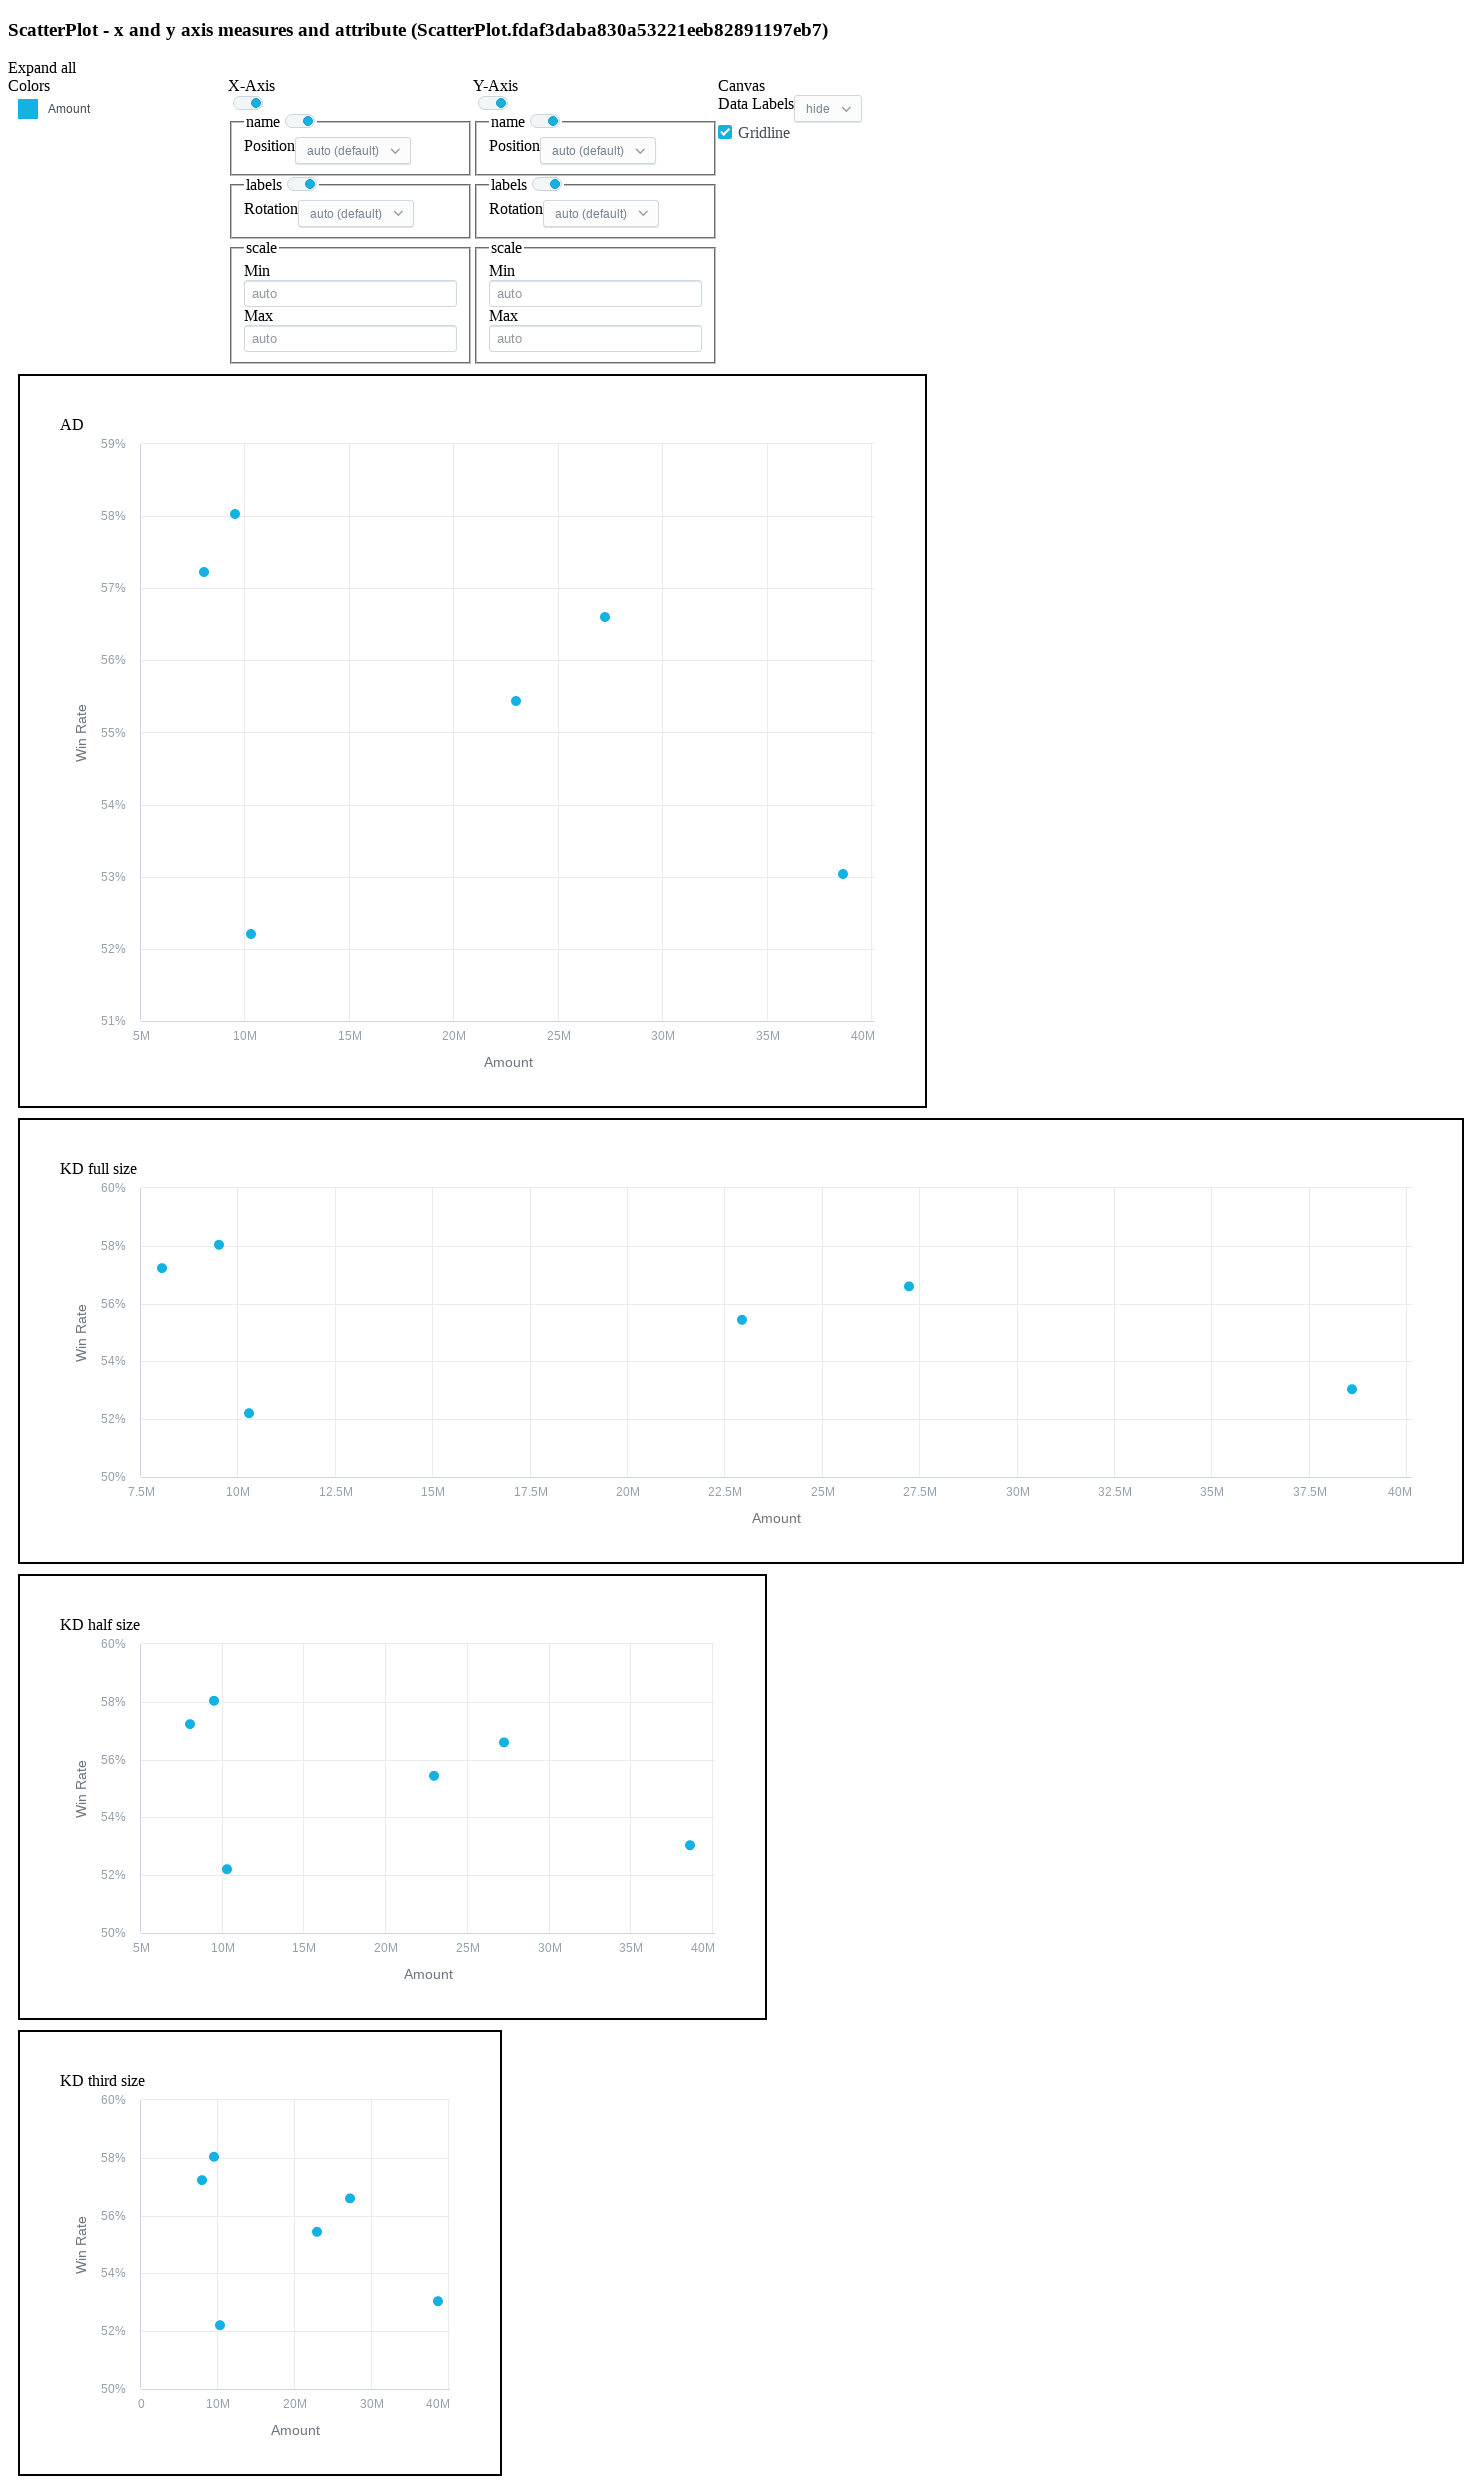 ScatterPlot - x and y axis measures and attribute (ScatterPlot.fdaf3daba830a53221eeb82891197eb7)
Expand all
Colors
Amount
X-Axis
name
Position auto (default)
labels
Rotation auto (default)
scale
Min
auto
Max
auto
Y-Axis
name
Position auto (default)
labels
Rotation auto (default)
scale
Min
auto
Max
auto
Canvas
Data Labels hide
Gridline
AD
59%
58%
57%
56%
55%
54%
53%
52%
51%
Win Rate
5M 10M 15M 20M 25M 30M 35M 40M
Amount
KD full size
60%
58%
56%
54%
52%
50%
Win Rate
7.5M 10M 12.5M 15M 17.5M 20M 22.5M 25M 27.5M 30M 32.5M 35M 37.5M 40M
Amount
KD half size
60%
58%
56%
54%
52%
50%
Win Rate
5M 10M 15M 20M 25M 30M 35M 40M
Amount
KD third size
60%
58%
56%
54%
52%
50%
Win Rate
0 10M 20M 30M 40M
Amount